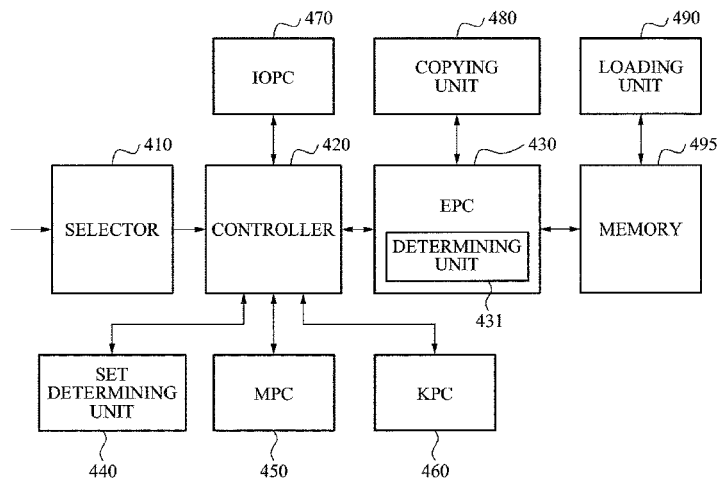 470
480
490
IOPC
COPYING
UNIT
LOADING
UNIT
410
420
430
495
SELECTOR
CONTROLLER
EPC
DETERMINING
UNIT
431
MEMORY
SET
DETERMINING
UNIT
MPC
KPC
440
450
460